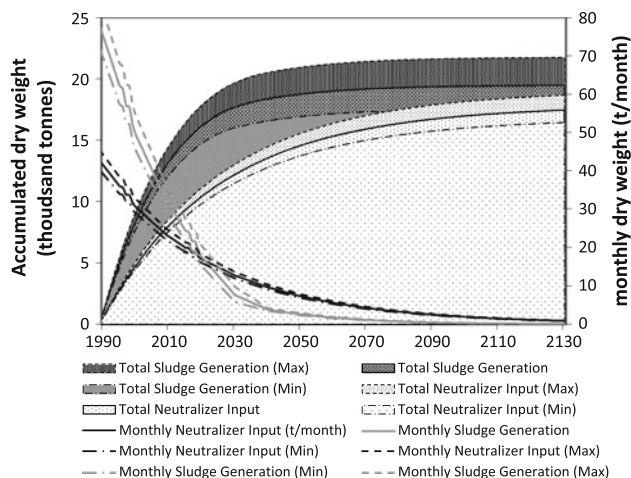 Accumulated dry weight
(thoudsand tonnes)
25
20
15
10
5
0
80
70
60
50
40
30
20
10
0
monthly dry weight (t/month)
1990 2010 2030 2050 2070 2090 2110 2130
Total Sludge Generation (Max) Total Sludge Generation
Total Sludge Generation (Min) Total Neutralizer Input (Max)
Total Neutralizer Input Total Neutralizer Input (Min)
Monthly Neutralizer Input (t/month) Monthly Sludge Generation
Monthly Neutralizer Input (Min) Monthly Neutralizer Input (Max)
Monthly Sludge Generation (Min) Monthly Sludge Generation (Max)